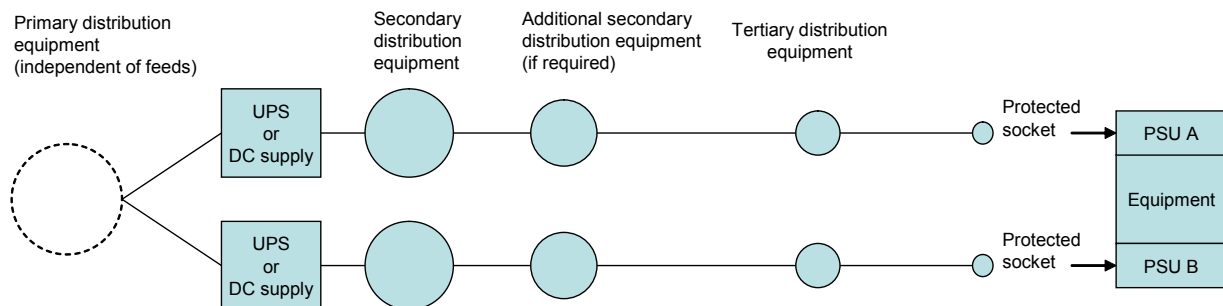 Primary distribution
equipment
(independent of feeds)
Secondary
distribution
equipment
Additional secondary
distribution equipment
(if required)
Tertiary distribution
equipment
UPS
or
DC supply
Protected
socket
PSU A
Equipment
UPS
or
DC supply
Protected
socket
PSU B